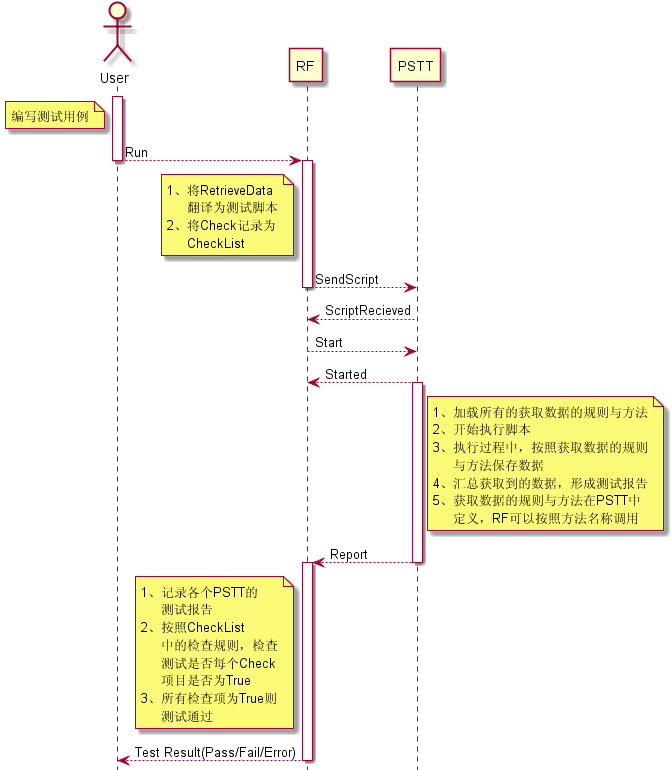 User
RF
PSTT
编写测试用例
Run
1、将RetrieveData
翻译为测试脚本
2、将Check记录为
CheckList
SendScript
ScriptRecieved
Start
Started
1、加载所有的获取数据的规则与方法
2、开始执行脚本
3、执行过程中，按照获取数据的规则
与方法保存数据
4、汇总获取到的数据，形成测试报告
5、获取数据的规则与方法在PSTT中
定义，RF可以按照方法名称调用
Report
1、记录各个PSTT的
测试报告
2、按照CheckList
中的检查规则，检查
测试是否每个Check
项目是否为True
3、所有检查项为True则
测试通过
Test Result(Pass/Fail/Error)